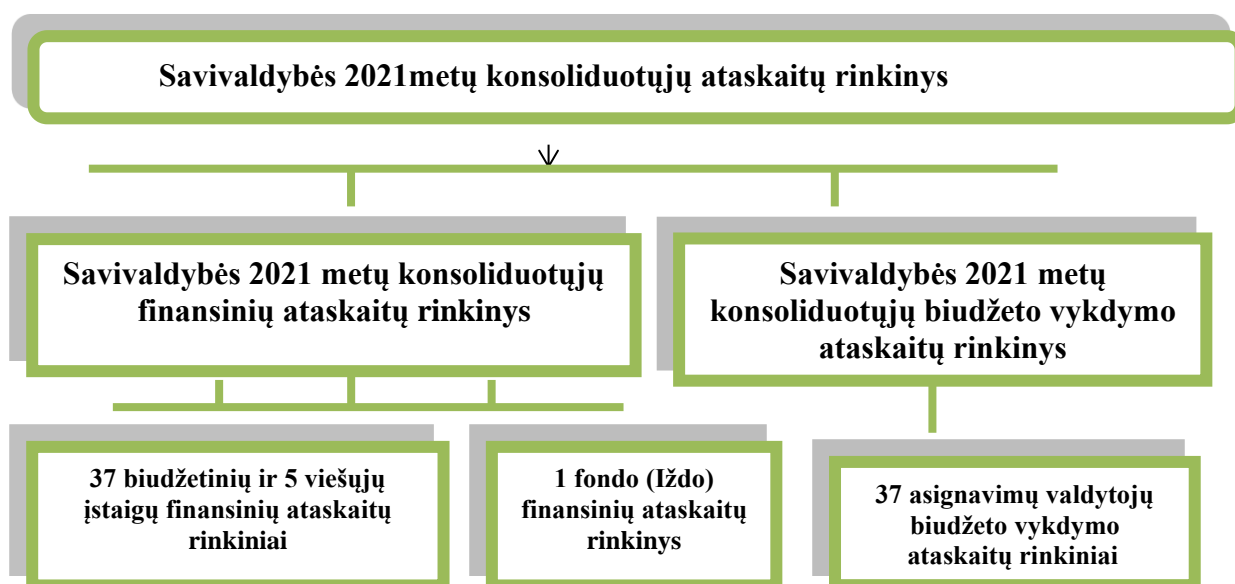 Savivaldybės 2021metų konsoliduotųjų ataskaitų rinkinys
Savivaldybės 2021 metų konsoliduotųjų
finansinių ataskaitų rinkinys
Savivaldybės 2021 metų
konsoliduotųjų biudžeto vykdymo
ataskaitų rinkinys
37 biudžetinių ir 5 viešųjų
įstaigų finansinių ataskaitų
rinkiniai
1 fondo (Iždo)
finansinių ataskaitų
rinkinys
37 asignavimų valdytojų
biudžeto vykdymo
ataskaitų rinkiniai